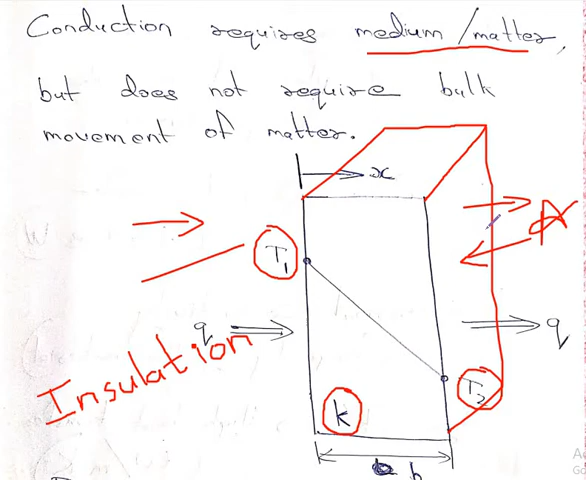 Conduction requires medium/matter,
but does not require bulk
movement of matter.
x
A
T1
q
q
Insulation
T2
k
b